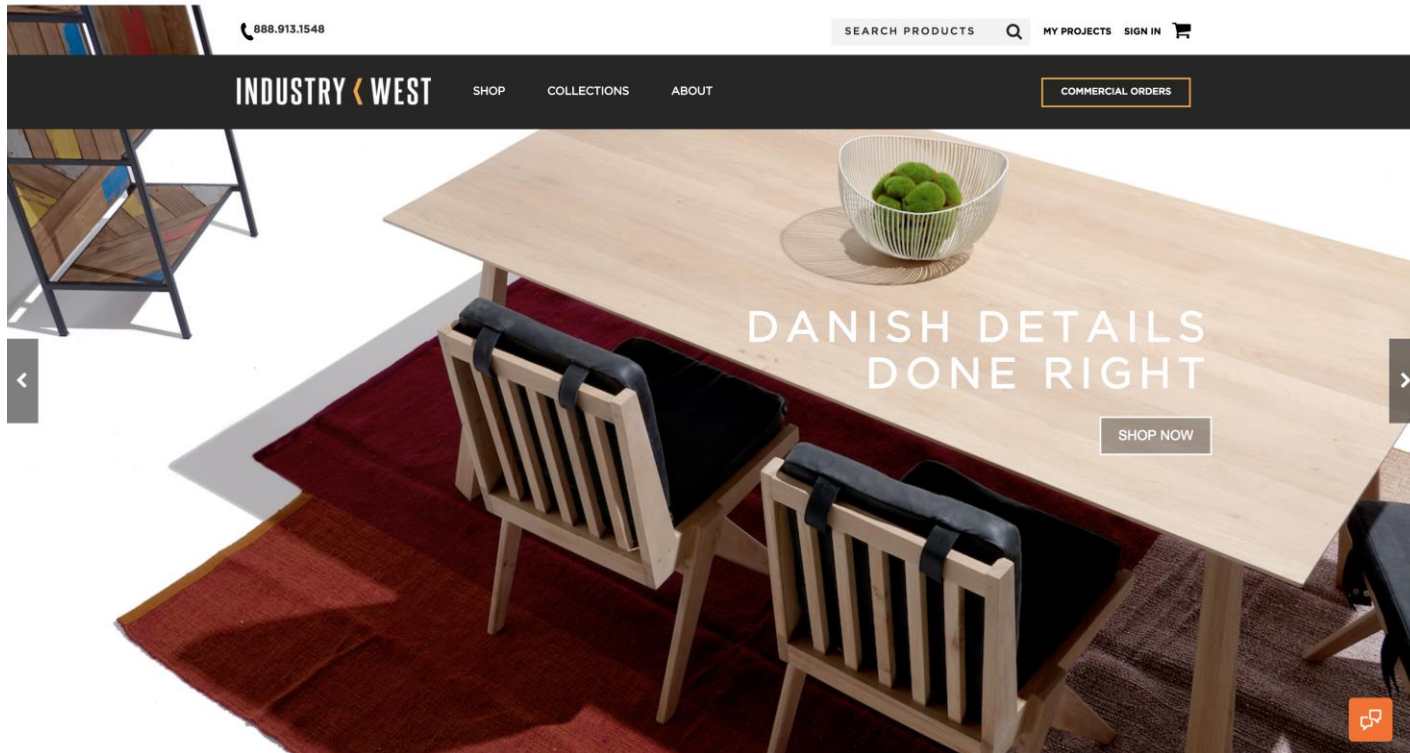 888.913.1548
SEARCH PRODUCTS
MY PROJECTS
SIGN IN
INDUSTRY WEST
SHOP
COLLECTIONS
ABOUT
COMMERCIAL ORDERS
DANISH DETAILS
DONE RIGHT
SHOP NOW